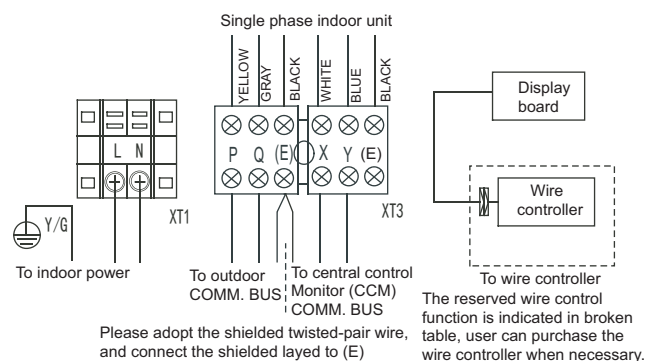 Single phase indoor unit
YELLOW
GRAY
BLACK
WHITE
BLUE
BLACK
L N
P Q (E) X Y (E)
XT1
XT3
Y/G
To indoor power
To outdoor
COMM. BUS
To central control
Monitor (CCM)
COMM. BUS
Please adopt the shielded twisted-pair wire,
and connect the shielded layed to (E)
Display
board
Wire
controller
To wire controller
The reserved wire control
function is indicated in broken
table, user can purchase the
wire controller when necessary.